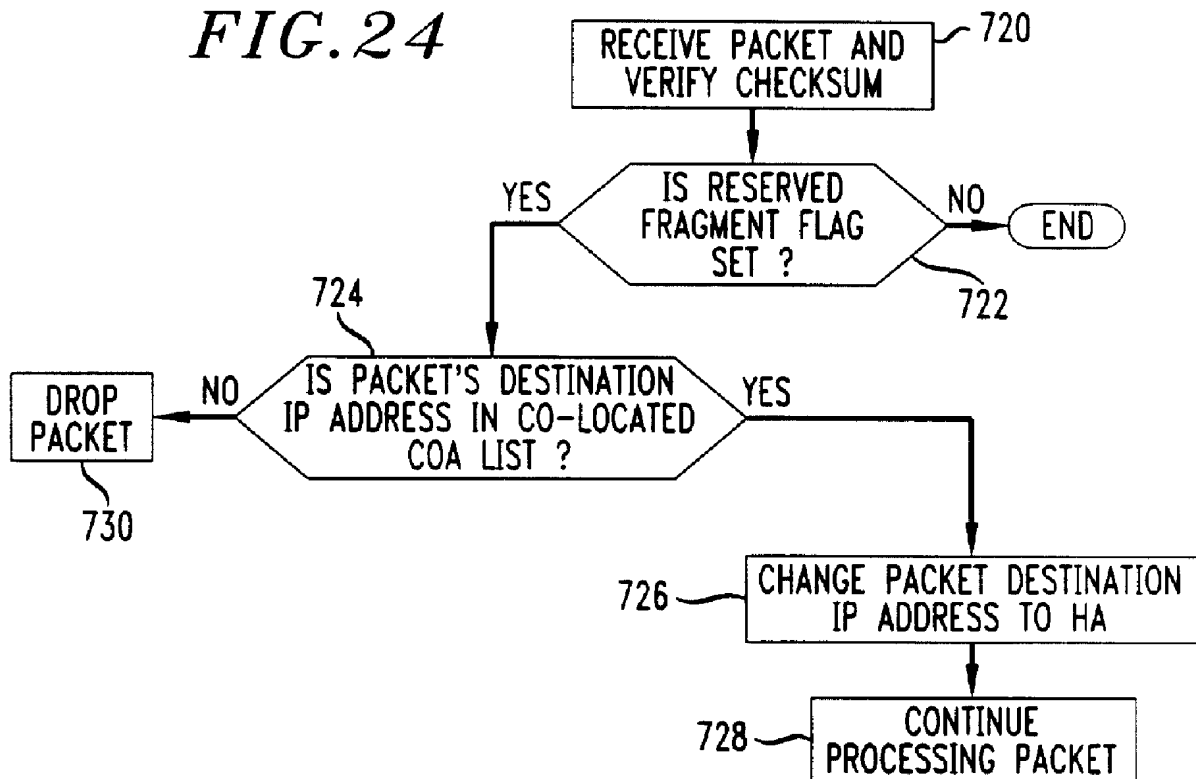 FIG.24
RECEIVE PACKET AND
VERIFY CHECKSUM
720
IS RESERVED
FRAGMENT FLAG
SET ?
YES
NO
END
722
724
IS PACKET'S DESTINATION
IP ADDRESS IN CO-LOCATED
COA LIST ?
NO
YES
DROP
PACKET
730
726
CHANGE PACKET DESTINATION
IP ADDRESS TO HA
728
CONTINUE
PROCESSING PACKET